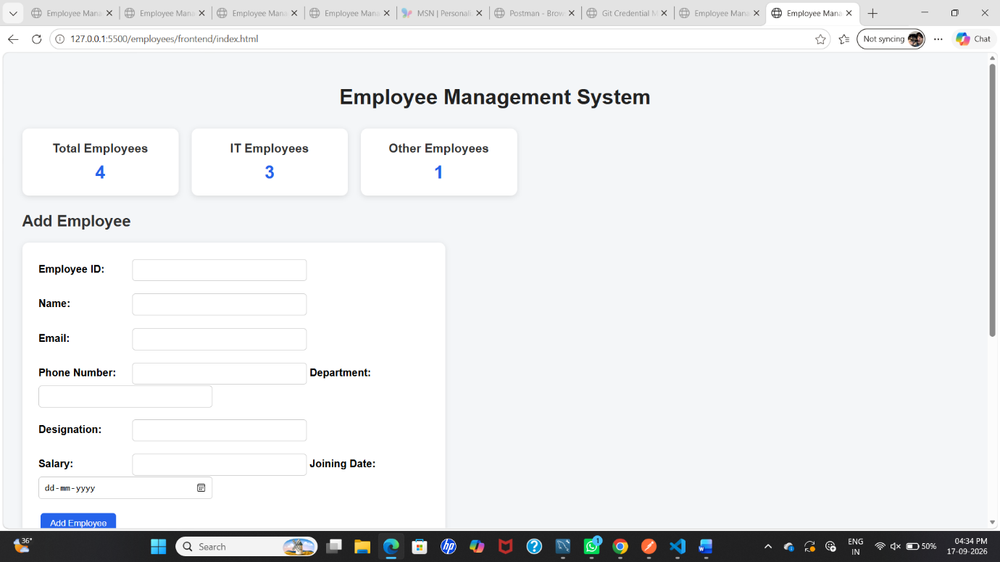 Employee Mana
Employee Mana
Employee Mana
Employee Mana
MSN | Personali
Postman - Brow
Git Credential M
Employee Mana
Employee Mana
127.0.0.1:5500/employees/frontend/index.html
Not syncing
Chat
Employee Management System
Total Employees
4
IT Employees
3
Other Employees
1
Add Employee
Employee ID:
Name:
Email:
Phone Number:
Department:
Designation:
Salary:
Joining Date:
dd-mm-yyyy
Add Employee
36°
Search
1
ENG
IN
50%
04:34 PM
17-09-2026